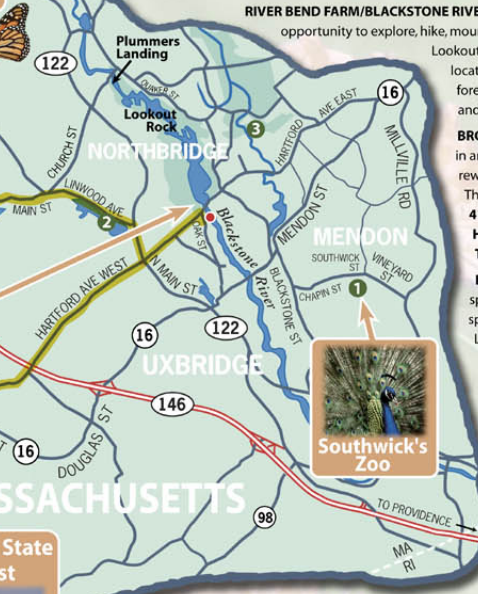 RIVER BEND FARM/BLACKSTONE RIVE
opportunity to explore, hike, mou
Lookout
locat
fore
and
BRO
in a
rew
Th
4
H
T
sp
sp
L
Plummers
Landing
122
QUAKER ST
16
AVE EAST
HARTFORD
3
Lookout
Rock
CHURCH ST
NORTHBRIDGE
MILLVILLE RD
LINWOOD AVE
MAIN ST
2
OAK ST
Blackstone
River
MENDON ST
MENDON
SOUTHWICK
ST
VINEYARD
ST
HARTFORD AVE WEST
N MAIN ST
BLACKSTONE ST
CHAPIN ST
1
16
122
UXBRIDGE
146
Southwick's
Zoo
16
DOUGLAS ST
SSACHUSETTS
98
TO PROVIDENCE
MA
RI
State
st